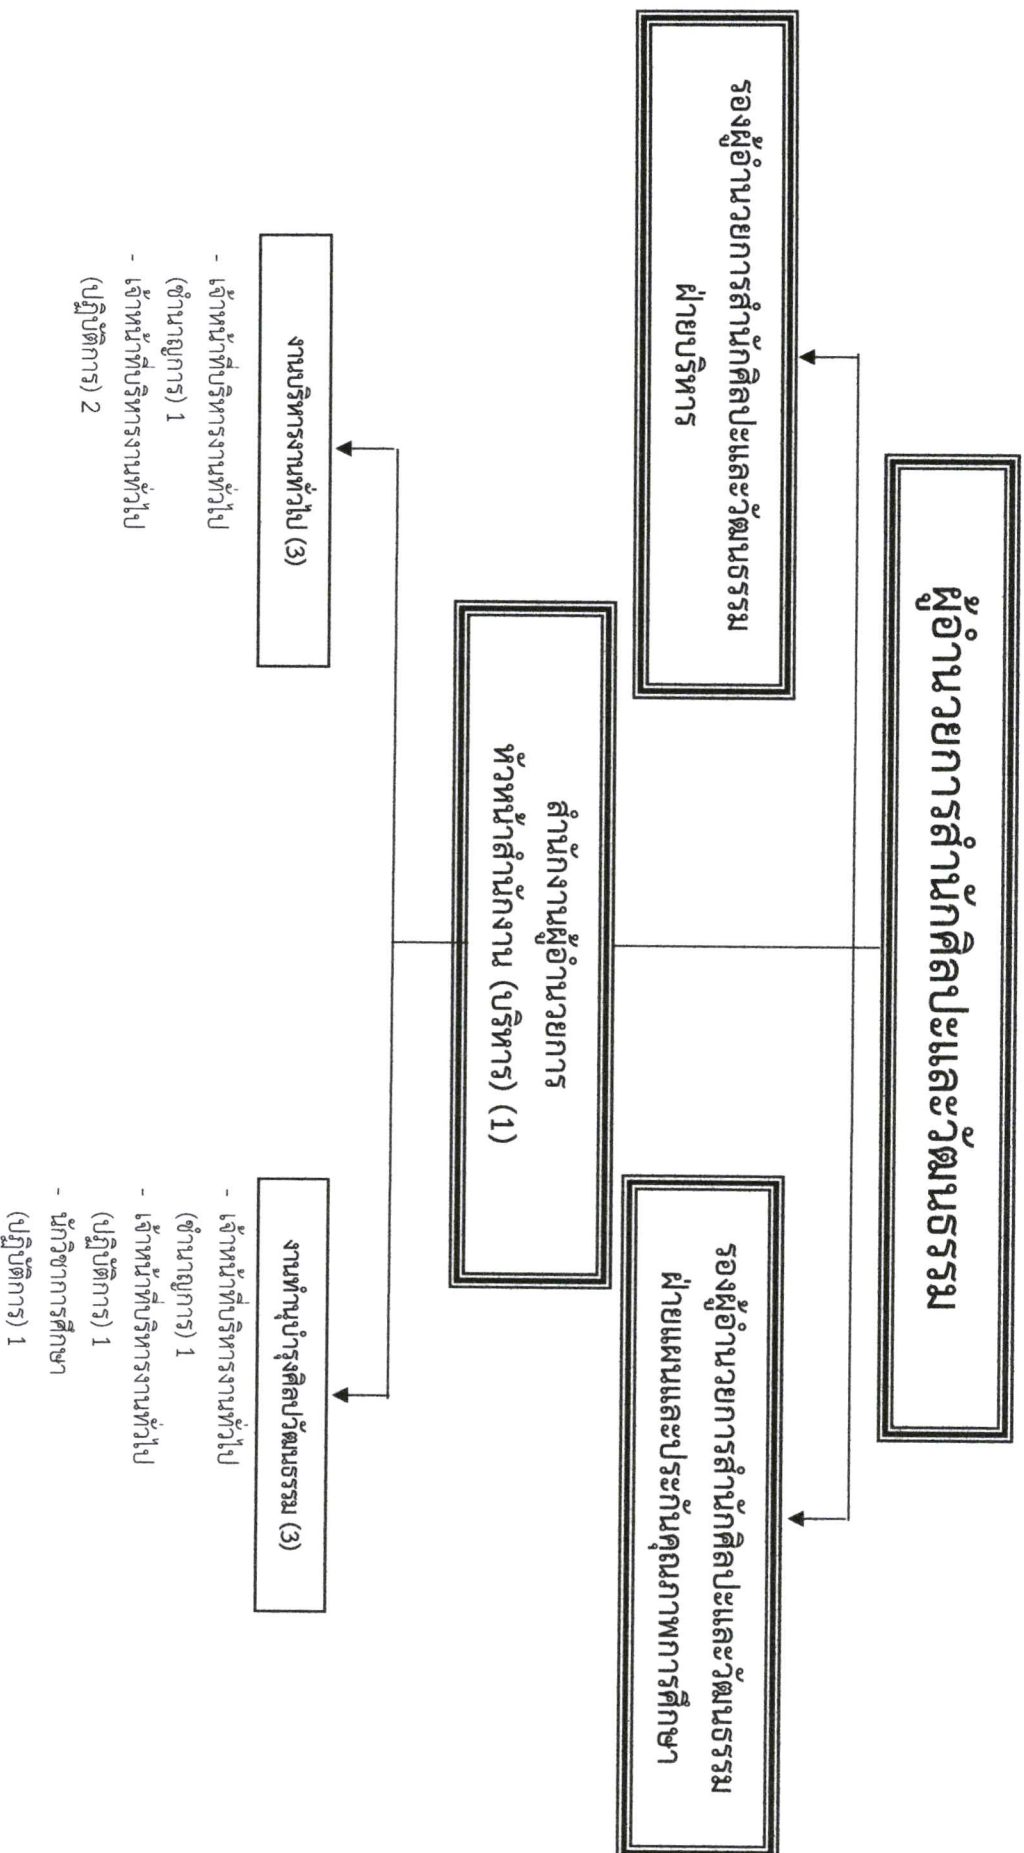 ผู้อำนวยการสำนักศิลปะและวัฒนธรรม
รองผู้อำนวยการสำนักศิลปะและวัฒนธรรม
ฝ่ายบริหาร
รองผู้อำนวยการสำนักศิลปะและวัฒนธรรม
ฝ่ายแผนและประกันคุณภาพการศึกษา
สำนักงานผู้อำนวยการ
หัวหน้าสำนักงาน (บริหาร) (1)
งานบริหารงานทั่วไป (3)
- เจ้าหน้าที่บริหารงานทั่วไป
(ชำนาญการ) 1
- เจ้าหน้าที่บริหารงานทั่วไป
(ปฏิบัติการ) 2
งานทำนุบำรุงศิลปวัฒนธรรม (3)
- เจ้าหน้าที่บริหารงานทั่วไป
(ชำนาญการ) 1
- เจ้าหน้าที่บริหารงานทั่วไป
(ปฏิบัติการ) 1
- นักวิชาการศึกษา
(ปฏิบัติการ) 1